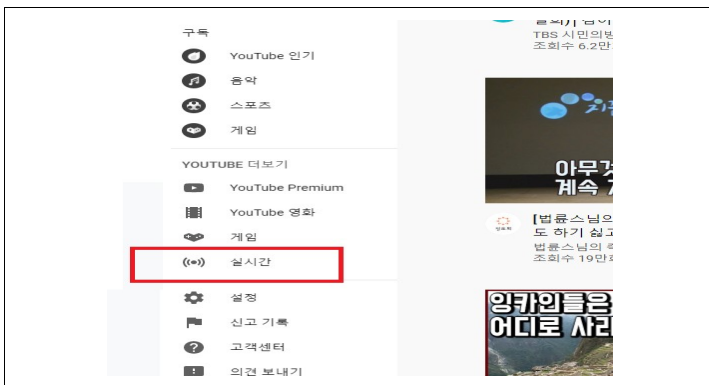 구독
YouTube 인기
음악
스포즈
게임
YOUTUBE 더보기
YouTube Premium
YouTube 영화
게임
실시간
설정
신고 기록
고객센터
의견 보내기
TBS 시민의방
조회수 6.2만
아무것
계속
[법륜스님의
도 하기 싫고
법륜스님의
조회수 19만회
잉카인들은
어디로 사라